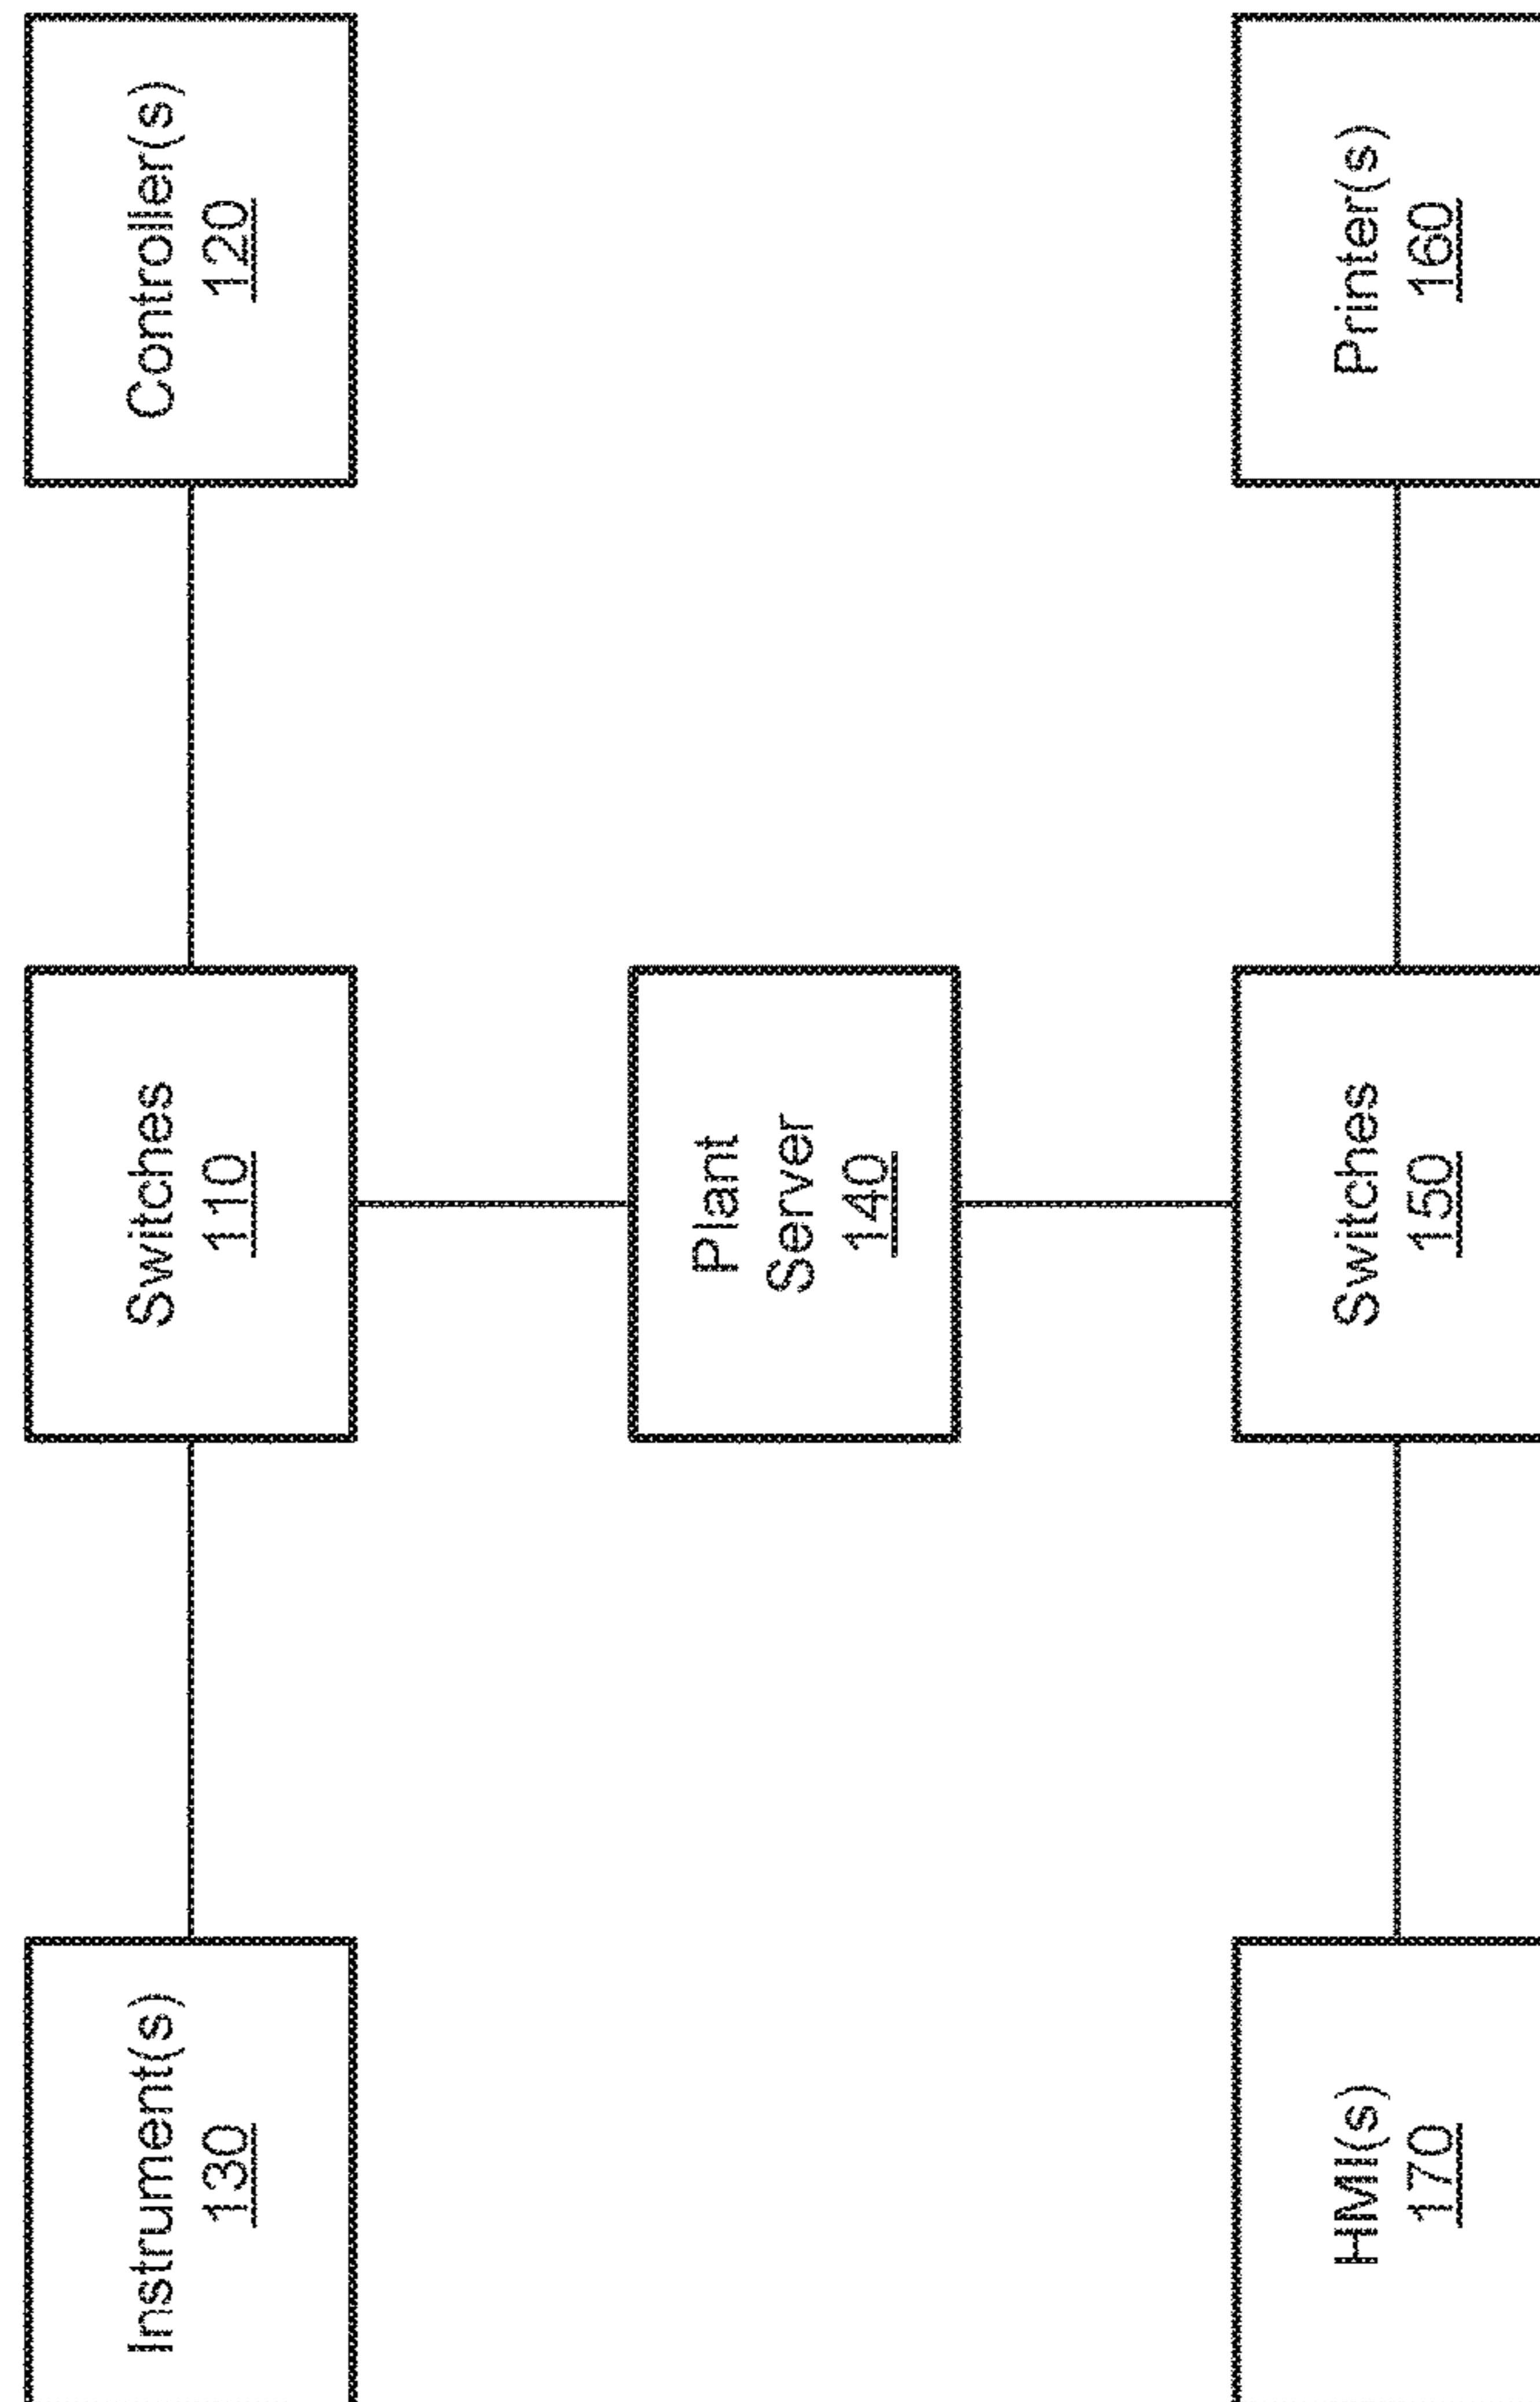 Instrument(s)
130
Switches
110
Controller(s)
120
Plant
Server
140
HMI(s)
170
Switches
150
Printer(s)
160